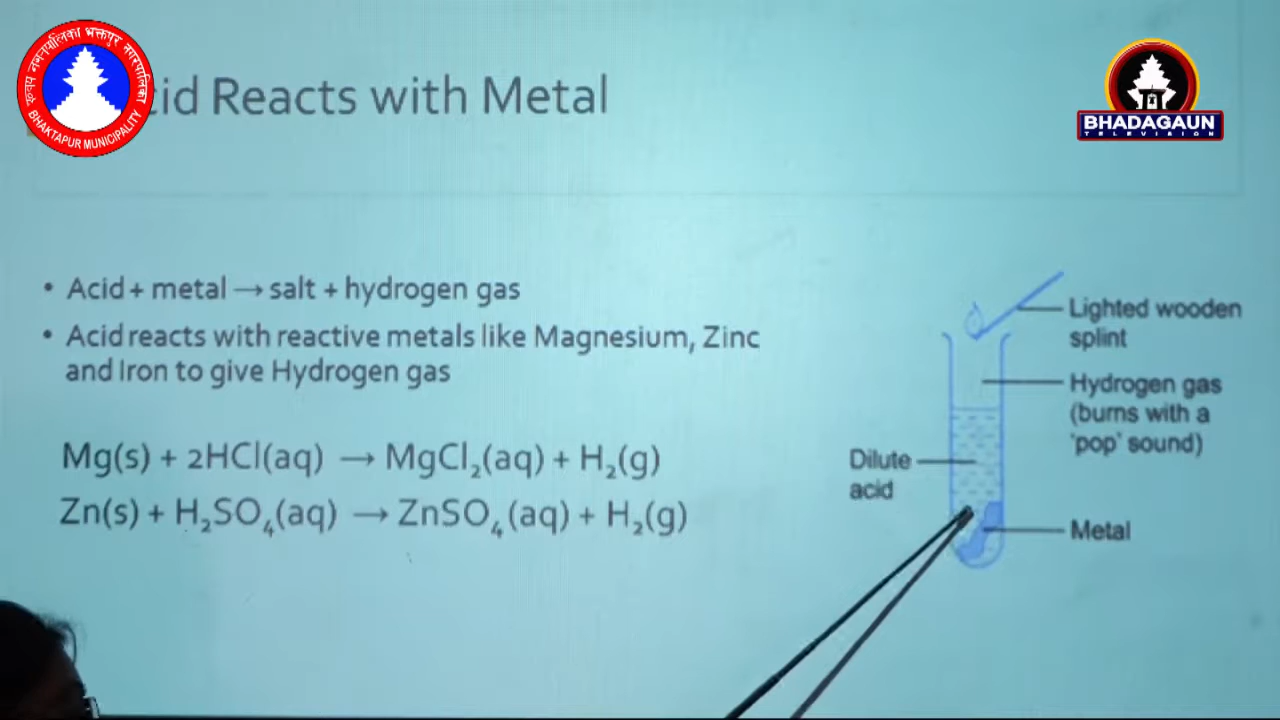 BHAKTAPUR MUNICIPALITY
BHADAGAUN
TELEVISION
cid Reacts with Metal
• Acid + metal → salt + hydrogen gas
• Acid reacts with reactive metals like Magnesium, Zinc
and Iron to give Hydrogen gas
Mg(s) + 2HCl(aq) → MgCl₂(aq) + H₂(g)
Zn(s) + H₂SO₄(aq) → ZnSO₄(aq) + H₂(g)
Lighted wooden
splint
Hydrogen gas
(burns with a
'pop' sound)
Dilute
acid
Metal